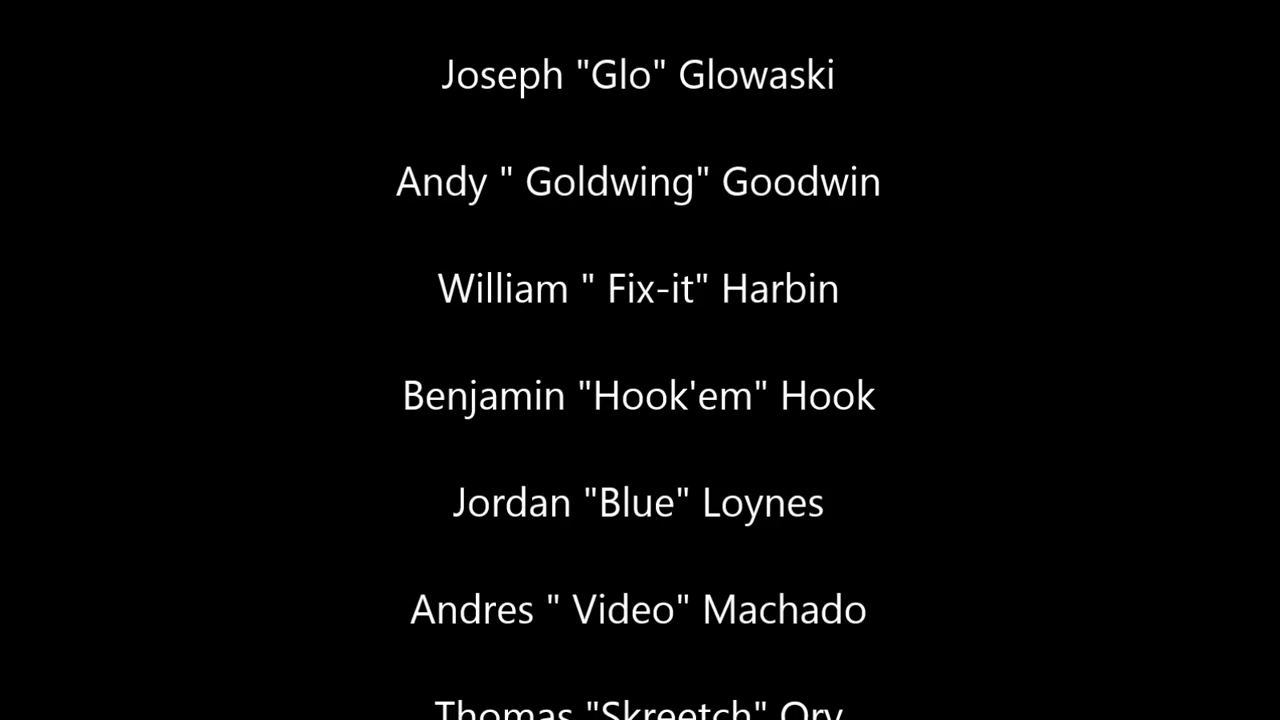 Joseph "Glo" Glowaski
Andy " Goldwing" Goodwin
William " Fix-it" Harbin
Benjamin "Hook'em" Hook
Jordan "Blue" Loynes
Andres " Video" Machado
Thomas "Skreetch" Ory